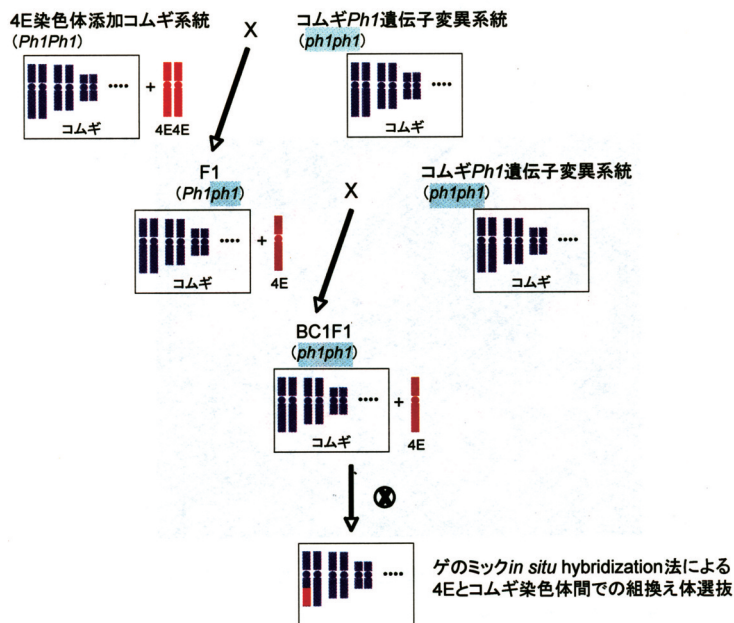 4E染色体添加コムギ系統
(Ph1Ph1)
X
コムギPh1遺伝子変異系統
(ph1ph1)
····
コムギ
+
4E4E
····
コムギ
F1
(Ph1ph1)
X
コムギPh1遺伝子変異系統
(ph1ph1)
····
コムギ
+
4E
····
コムギ
BC1F1
(ph1ph1)
····
コムギ
+
4E
ⓧ
····
コムギ
ゲのミックin situ hybridization法による
4Eとコムギ染色体間での組換え体選抜